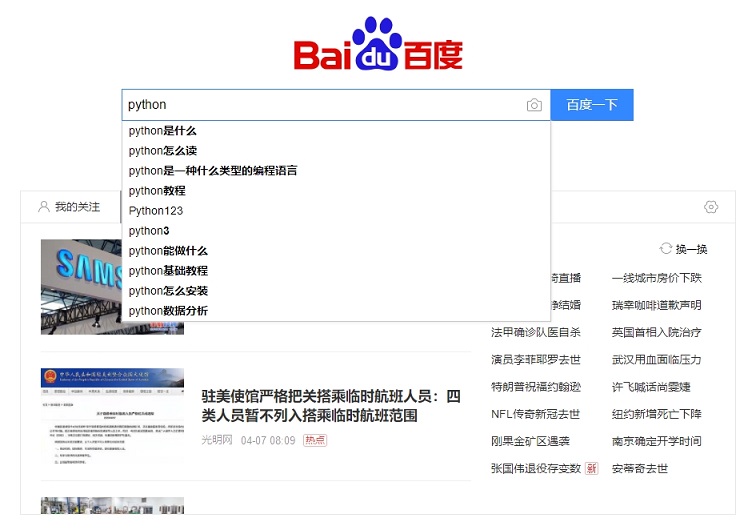 Bai du 百度
python
百度一下
python是什么
python怎么读
python是一种什么类型的编程语言
python教程
Python123
python3
python能做什么
python基础教程
python怎么安装
python数据分析
我的关注
换一换
SAMS
直播
一线城市房价下跌
结婚
瑞幸咖啡道歉声明
法甲确诊队医自杀
英国首相入院治疗
演员李菲耶罗去世
武汉用血面临压力
特朗普祝福约翰逊
许飞喊话尚雯婕
NFL传奇新冠去世
纽约新增死亡下降
刚果金矿区遇袭
南京确定开学时间
张国伟退役存变数 新
安蒂奇去世
驻美使馆严格把关搭乘临时航班人员：四
类人员暂不列入搭乘临时航班范围
光明网 04-07 08:09 热点